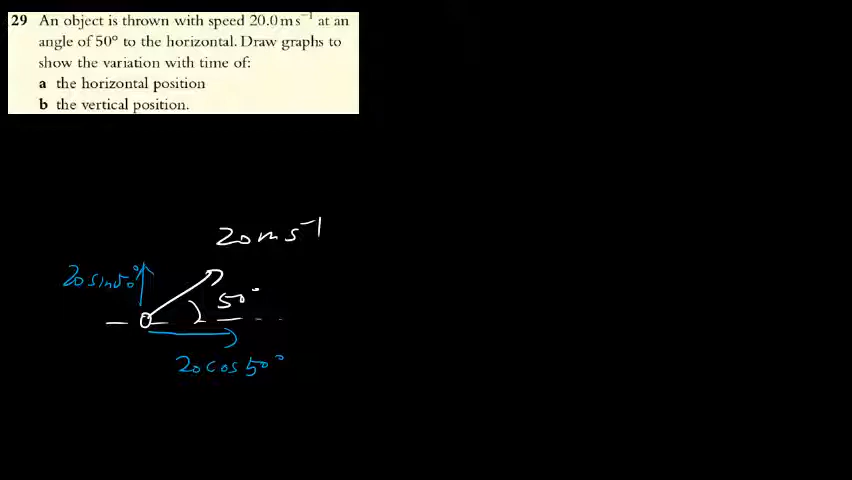 29 An object is thrown with speed 20.0 m s⁻¹ at an
angle of 50° to the horizontal. Draw graphs to
show the variation with time of:
a the horizontal position
b the vertical position.
20 m s⁻¹
20 sin 50°
50°
20 cos 50°